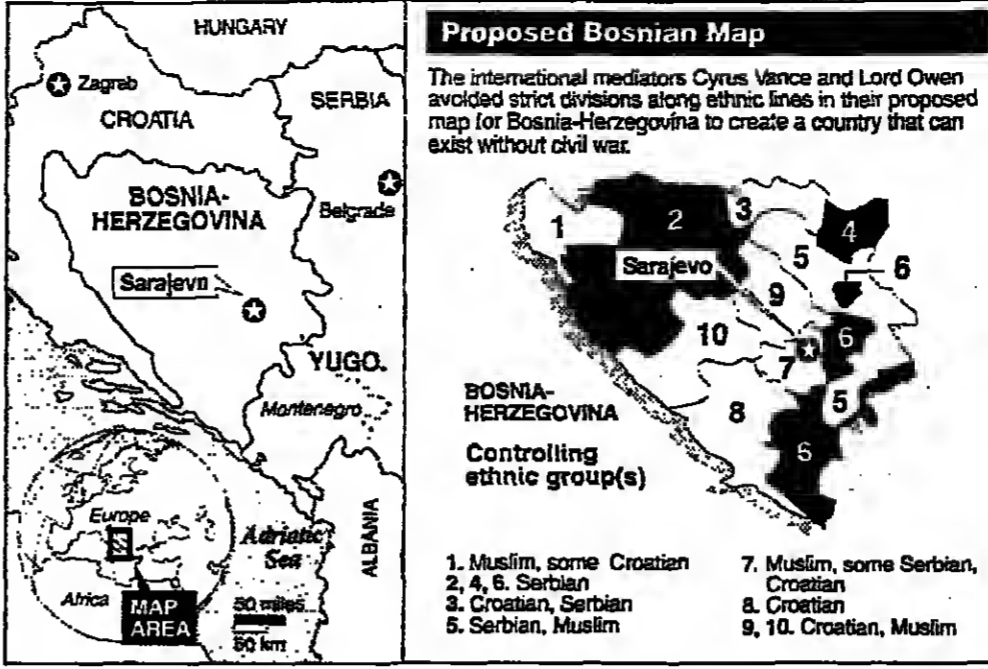 HUNGARY
Zagreb
CROATIA
SERBIA
BOSNIA-
HERZEGOVINA
Belgrade
Sarajevo
YUGO.
Montenegro
Europe
Adriatic
Sea
ALBANIA
Africa
MAP
AREA
50 miles
50 km
Proposed Bosnian Map
The international mediators Cyrus Vance and Lord Owen
avoided strict divisions along ethnic lines in their proposed
map for Bosnia-Herzegovina to create a country that can
exist without civil war.
1
2
3
4
5
6
Sarajevo
9
10
6
7
5
8
6
BOSNIA-
HERZEGOVINA
Controlling
ethnic group(s)
1. Muslim, some Croatian
2, 4, 6. Serbian
3. Croatian, Serbian
5. Serbian, Muslim
7. Muslim, some Serbian,
Croatian
8. Croatian
9, 10. Croatian, Muslim